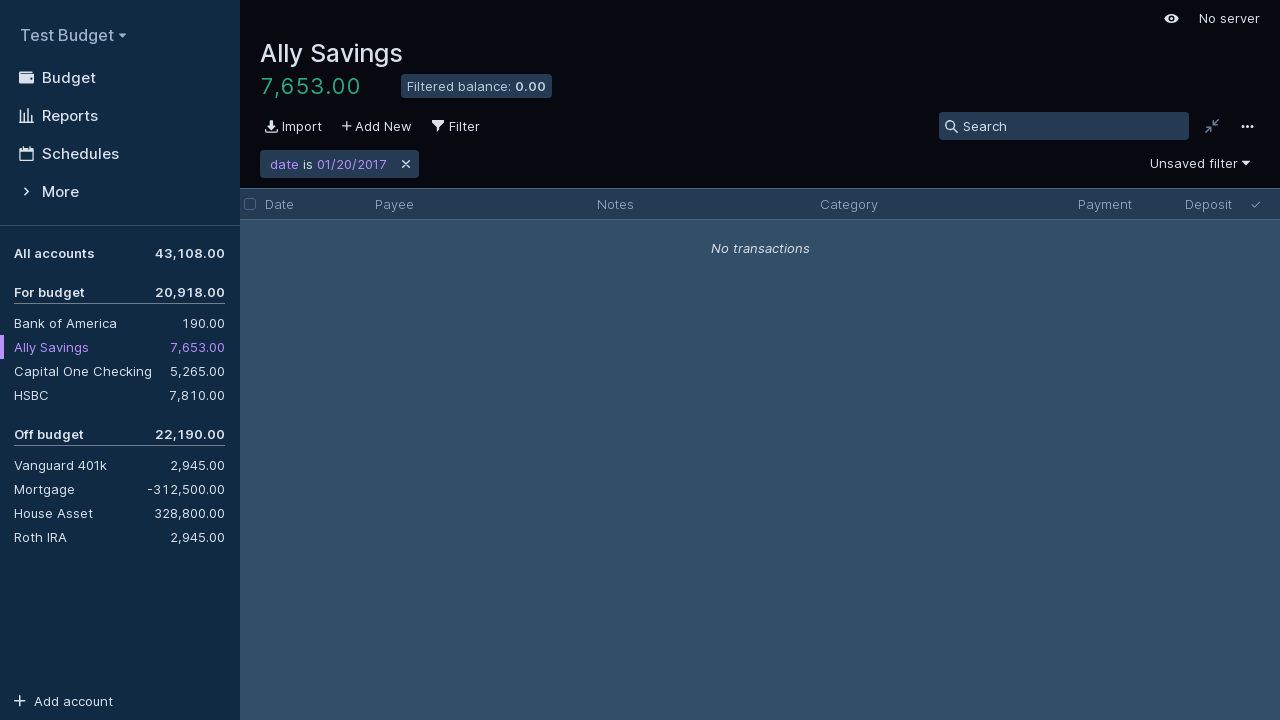 Test Budget
Budget
Reports
Schedules
More
All accounts 43,108.00
For budget 20,918.00
Bank of America 190.00
Ally Savings 7,653.00
Capital One Checking 5,265.00
HSBC 7,810.00
Off budget 22,190.00
Vanguard 401k 2,945.00
Mortgage -312,500.00
House Asset 328,800.00
Roth IRA 2,945.00
Add account
No server
Ally Savings
7,653.00 Filtered balance: 0.00
Import Add New Filter Search
date is 01/20/2017 Unsaved filter
Date Payee Notes Category Payment Deposit
No transactions